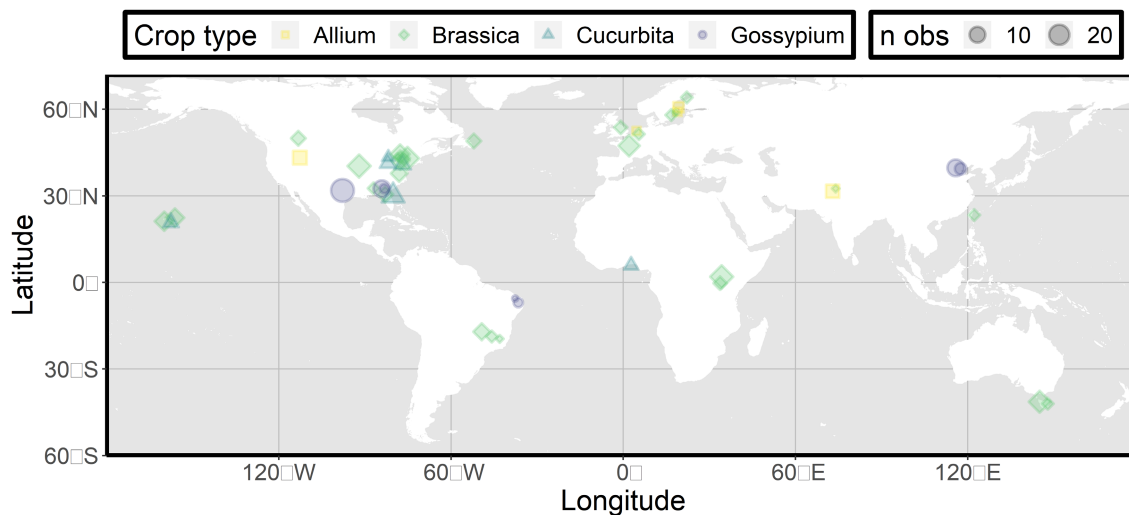 Crop type Allium Brassica Cucurbita Gossypium
n obs 10 20
Latitude
60□N
30□N
0□
30□S
60□S
120□W 60□W 0□ 60□E 120□E
Longitude